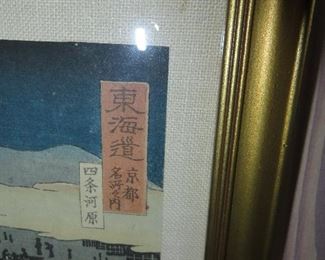 東海道
京都
名所之内
四条河原